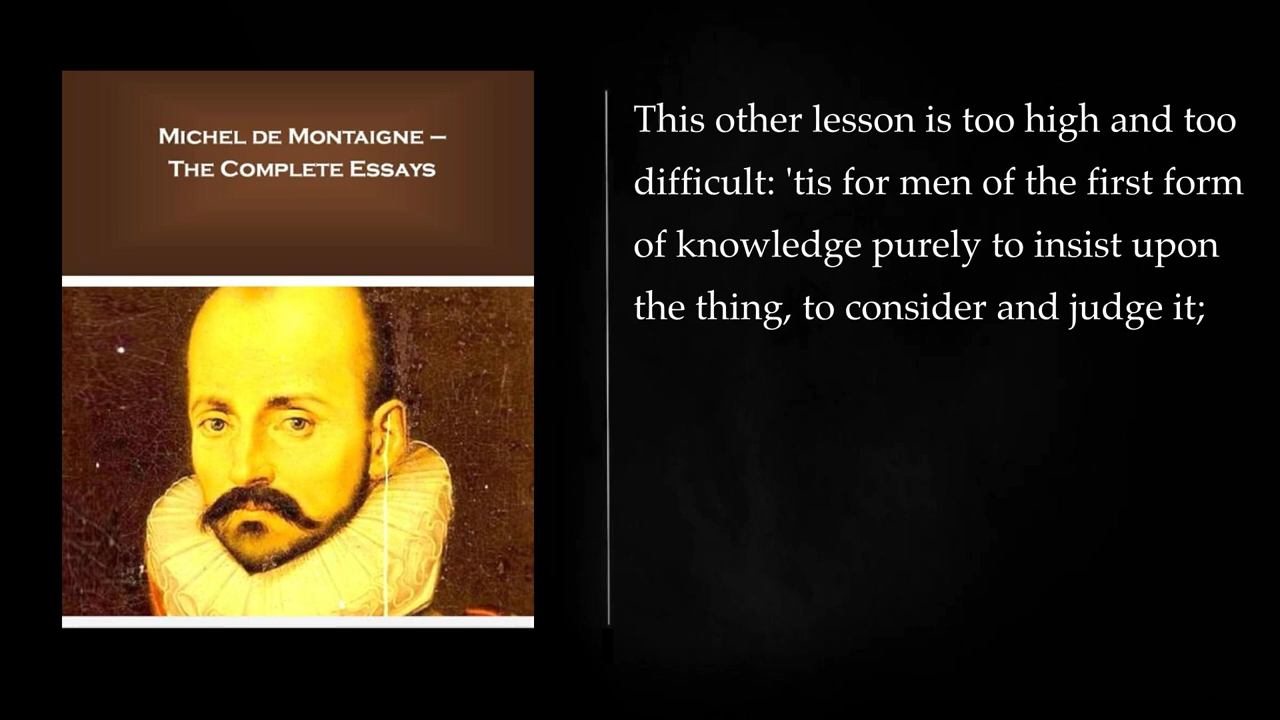 MICHEL DE MONTAIGNE –
THE COMPLETE ESSAYS
This other lesson is too high and too
difficult: 'tis for men of the first form
of knowledge purely to insist upon
the thing, to consider and judge it;